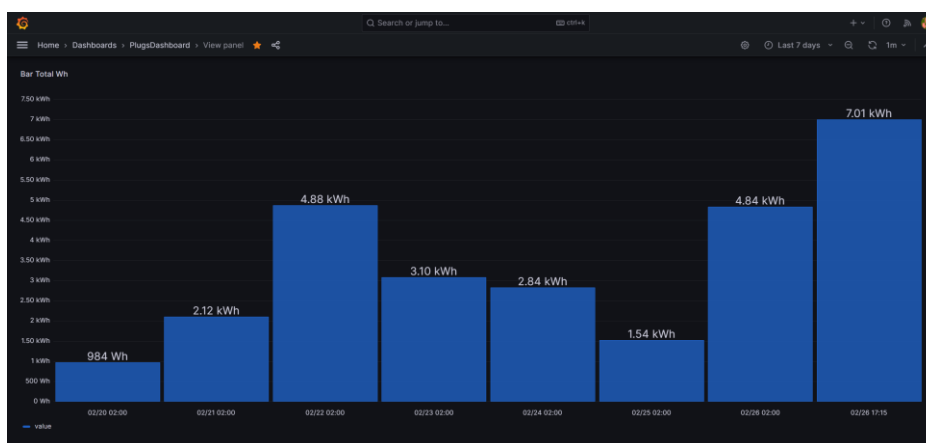 Search or jump to... ctrl+k
Home › Dashboards › PlugsDashboard › View panel Last 7 days 1m
Bar Total Wh
7.50 kWh
7 kWh
6.50 kWh
6 kWh
5.50 kWh
5 kWh
4.50 kWh
4 kWh
3.50 kWh
3 kWh
2.50 kWh
2 kWh
1.50 kWh
1 kWh
500 Wh
0 Wh
984 Wh
2.12 kWh
4.88 kWh
3.10 kWh
2.84 kWh
1.54 kWh
4.84 kWh
7.01 kWh
02/20 02:00 02/21 02:00 02/22 02:00 02/23 02:00 02/24 02:00 02/25 02:00 02/26 02:00 02/26 17:15
value